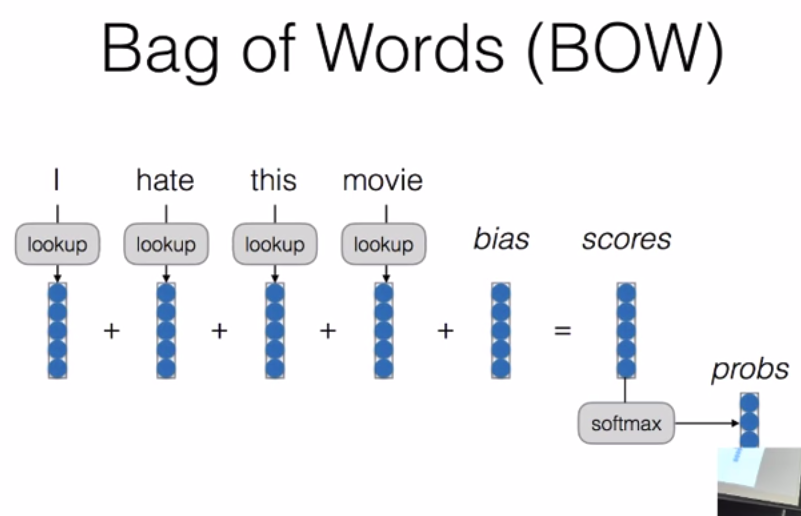 Bag of Words (BOW)
I hate this movie
lookup lookup lookup lookup bias scores
+ + + + =
probs
softmax